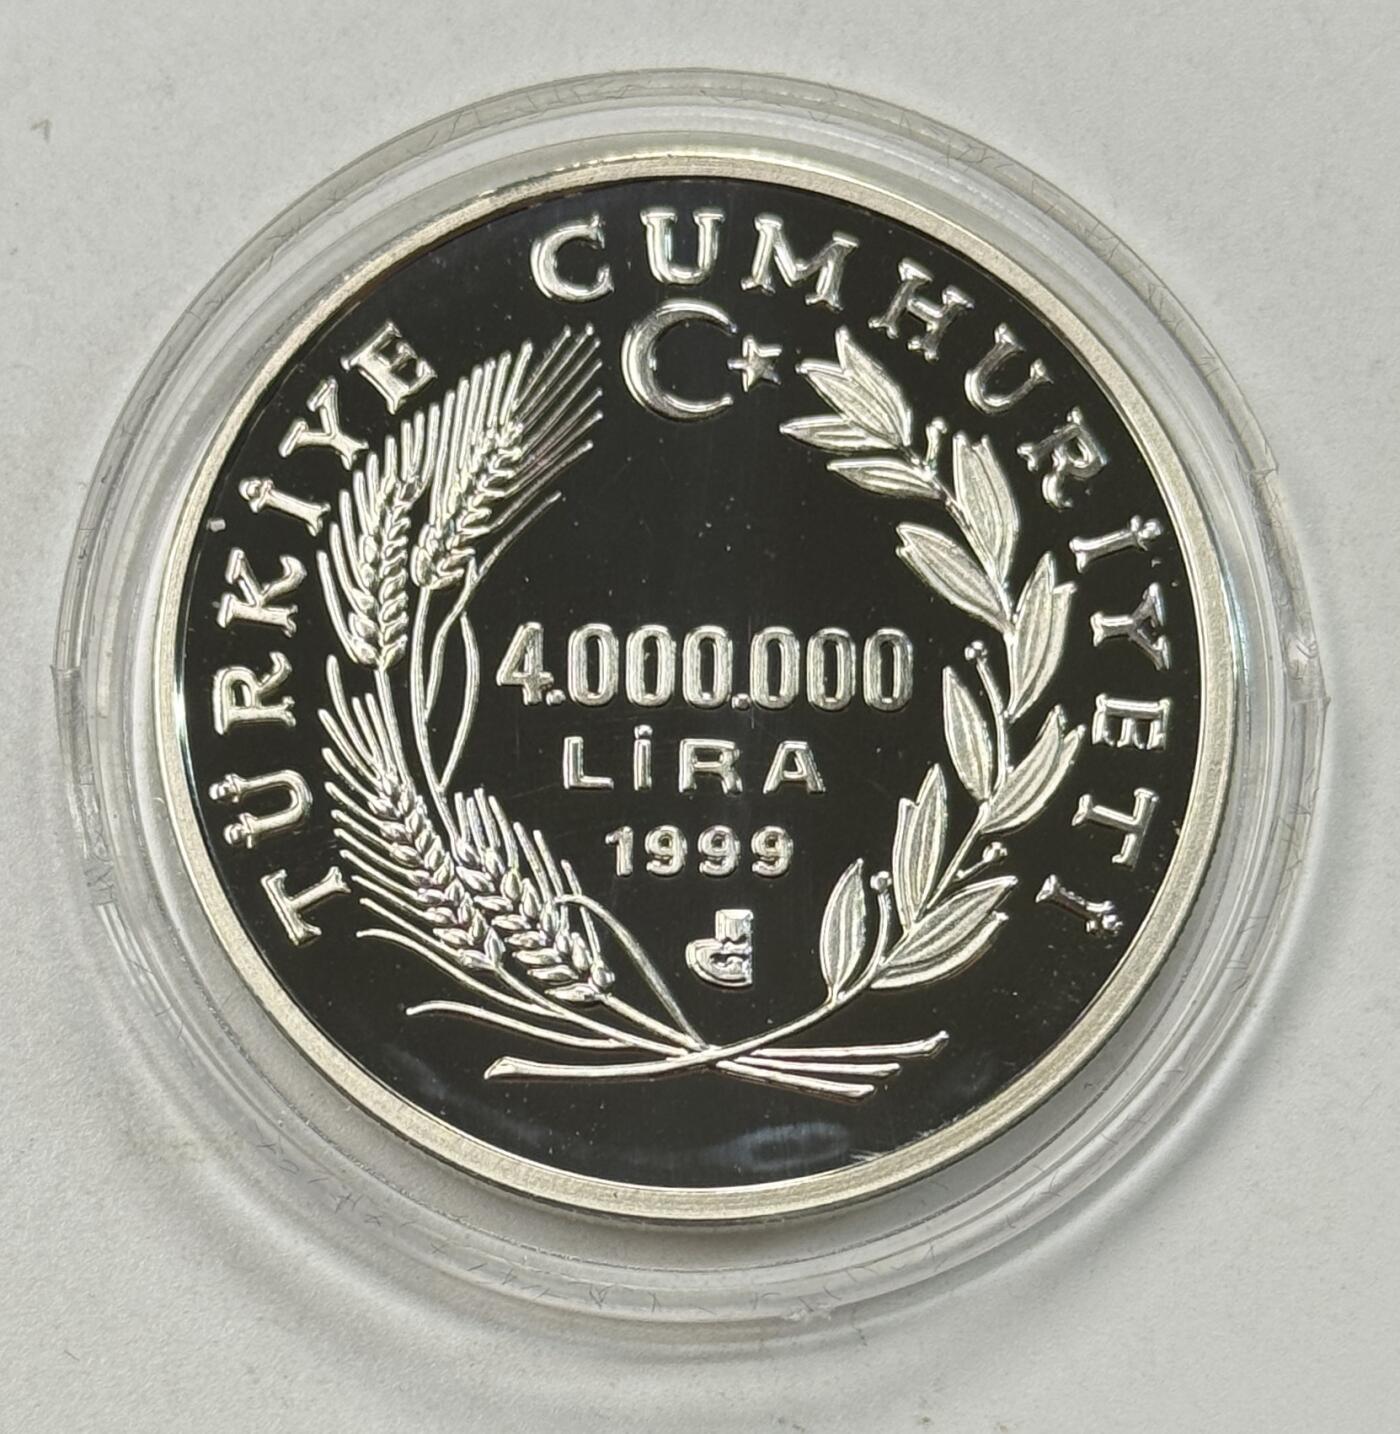 TÜRKİYE CUMHURİYETİ
4.000.000
LİRA
1999